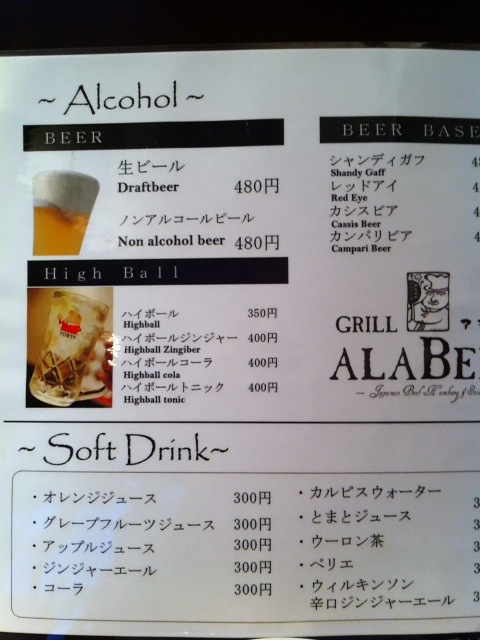 ~ Alcohol ~
BEER
生ビール
Draftbeer 480円
ノンアルコールビール
Non alcohol beer 480円
High Ball
ハイボール 350円
Highball
ハイボールジンジャー 400円
Highball Zingiber
ハイボールコーラ 400円
Highball cola
ハイボールトニック 400円
Highball tonic
BEER BASE
シャンディガフ
Shandy Gaff
レッドアイ
Red Eye
カシスビア
Cassis Beer
カンパリビア
Campari Beer
GRILL
ALABE
~ Soft Drink~
・オレンジジュース 300円
・グレープフルーツジュース 300円
・アップルジュース 300円
・ジンジャーエール 300円
・コーラ 300円
・カルピスウォーター
・とまとジュース
・ウーロン茶
・ペリエ
・ウィルキンソン
辛口ジンジャーエール